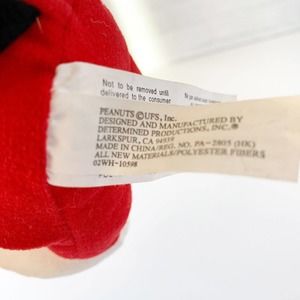 Not to be removed until
delivered to the consumer
PEANUTS ©UFS, Inc.
DESIGNED AND MANUFACTURED BY
DETERMINED PRODUCTIONS, INC.®
LARKSPUR, CA 94939
MADE IN CHINA/REG. NO. PA-2805 (HK)
ALL NEW MATERIALS/POLYESTER FIBERS
02WH-10598